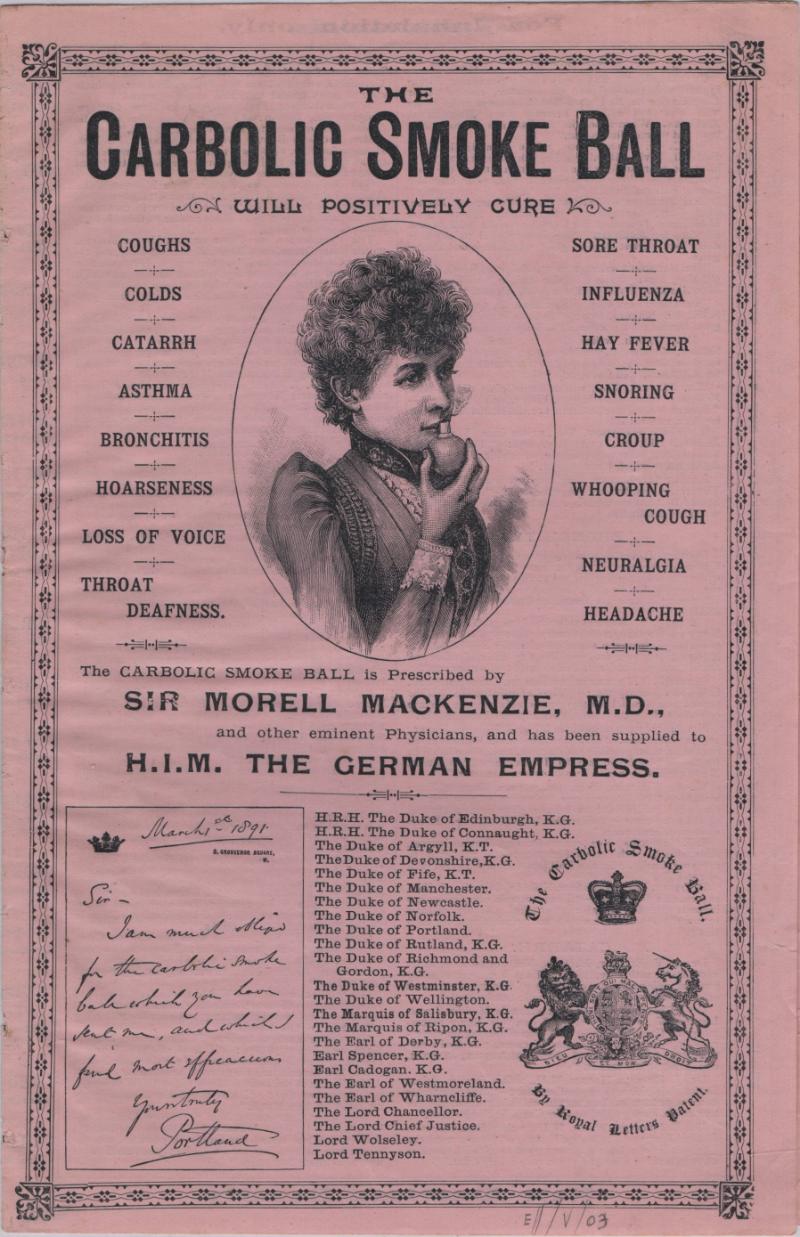 THE
CARBOLIC SMOKE BALL
WILL POSITIVELY CURE
COUGHS
COLDS
CATARRH
ASTHMA
BRONCHITIS
HOARSENESS
LOSS OF VOICE
THROAT
DEAFNESS.
SORE THROAT
INFLUENZA
HAY FEVER
SNORING
CROUP
WHOOPING
COUGH
NEURALGIA
HEADACHE
The CARBOLIC SMOKE BALL is Prescribed by
SIR MORELL MACKENZIE, M.D.,
and other eminent Physicians, and has been supplied to
H.I.M. THE GERMAN EMPRESS.
March 1st 1891.
3, GROSVENOR SQUARE,
W.
Sir –
I am much obliged
for the carbolic smoke
ball which you have
sent me, and which I
find most efficacious
Yours truly
Portland
H.R.H. The Duke of Edinburgh, K.G.
H.R.H. The Duke of Connaught, K.G.
The Duke of Argyll, K.T.
The Duke of Devonshire, K.G.
The Duke of Fife, K.T.
The Duke of Manchester.
The Duke of Newcastle.
The Duke of Norfolk.
The Duke of Portland.
The Duke of Rutland, K.G.
The Duke of Richmond and
Gordon, K.G.
The Duke of Westminster, K.G.
The Duke of Wellington.
The Marquis of Salisbury, K.G.
The Marquis of Ripon, K.G.
The Earl of Derby, K.G.
Earl Spencer, K.G.
Earl Cadogan. K.G.
The Earl of Westmoreland.
The Earl of Wharncliffe.
The Lord Chancellor.
The Lord Chief Justice.
Lord Wolseley.
Lord Tennyson.
The Carbolic Smoke Ball.
DIEU ET MON DROIT
By Royal Letters Patent.